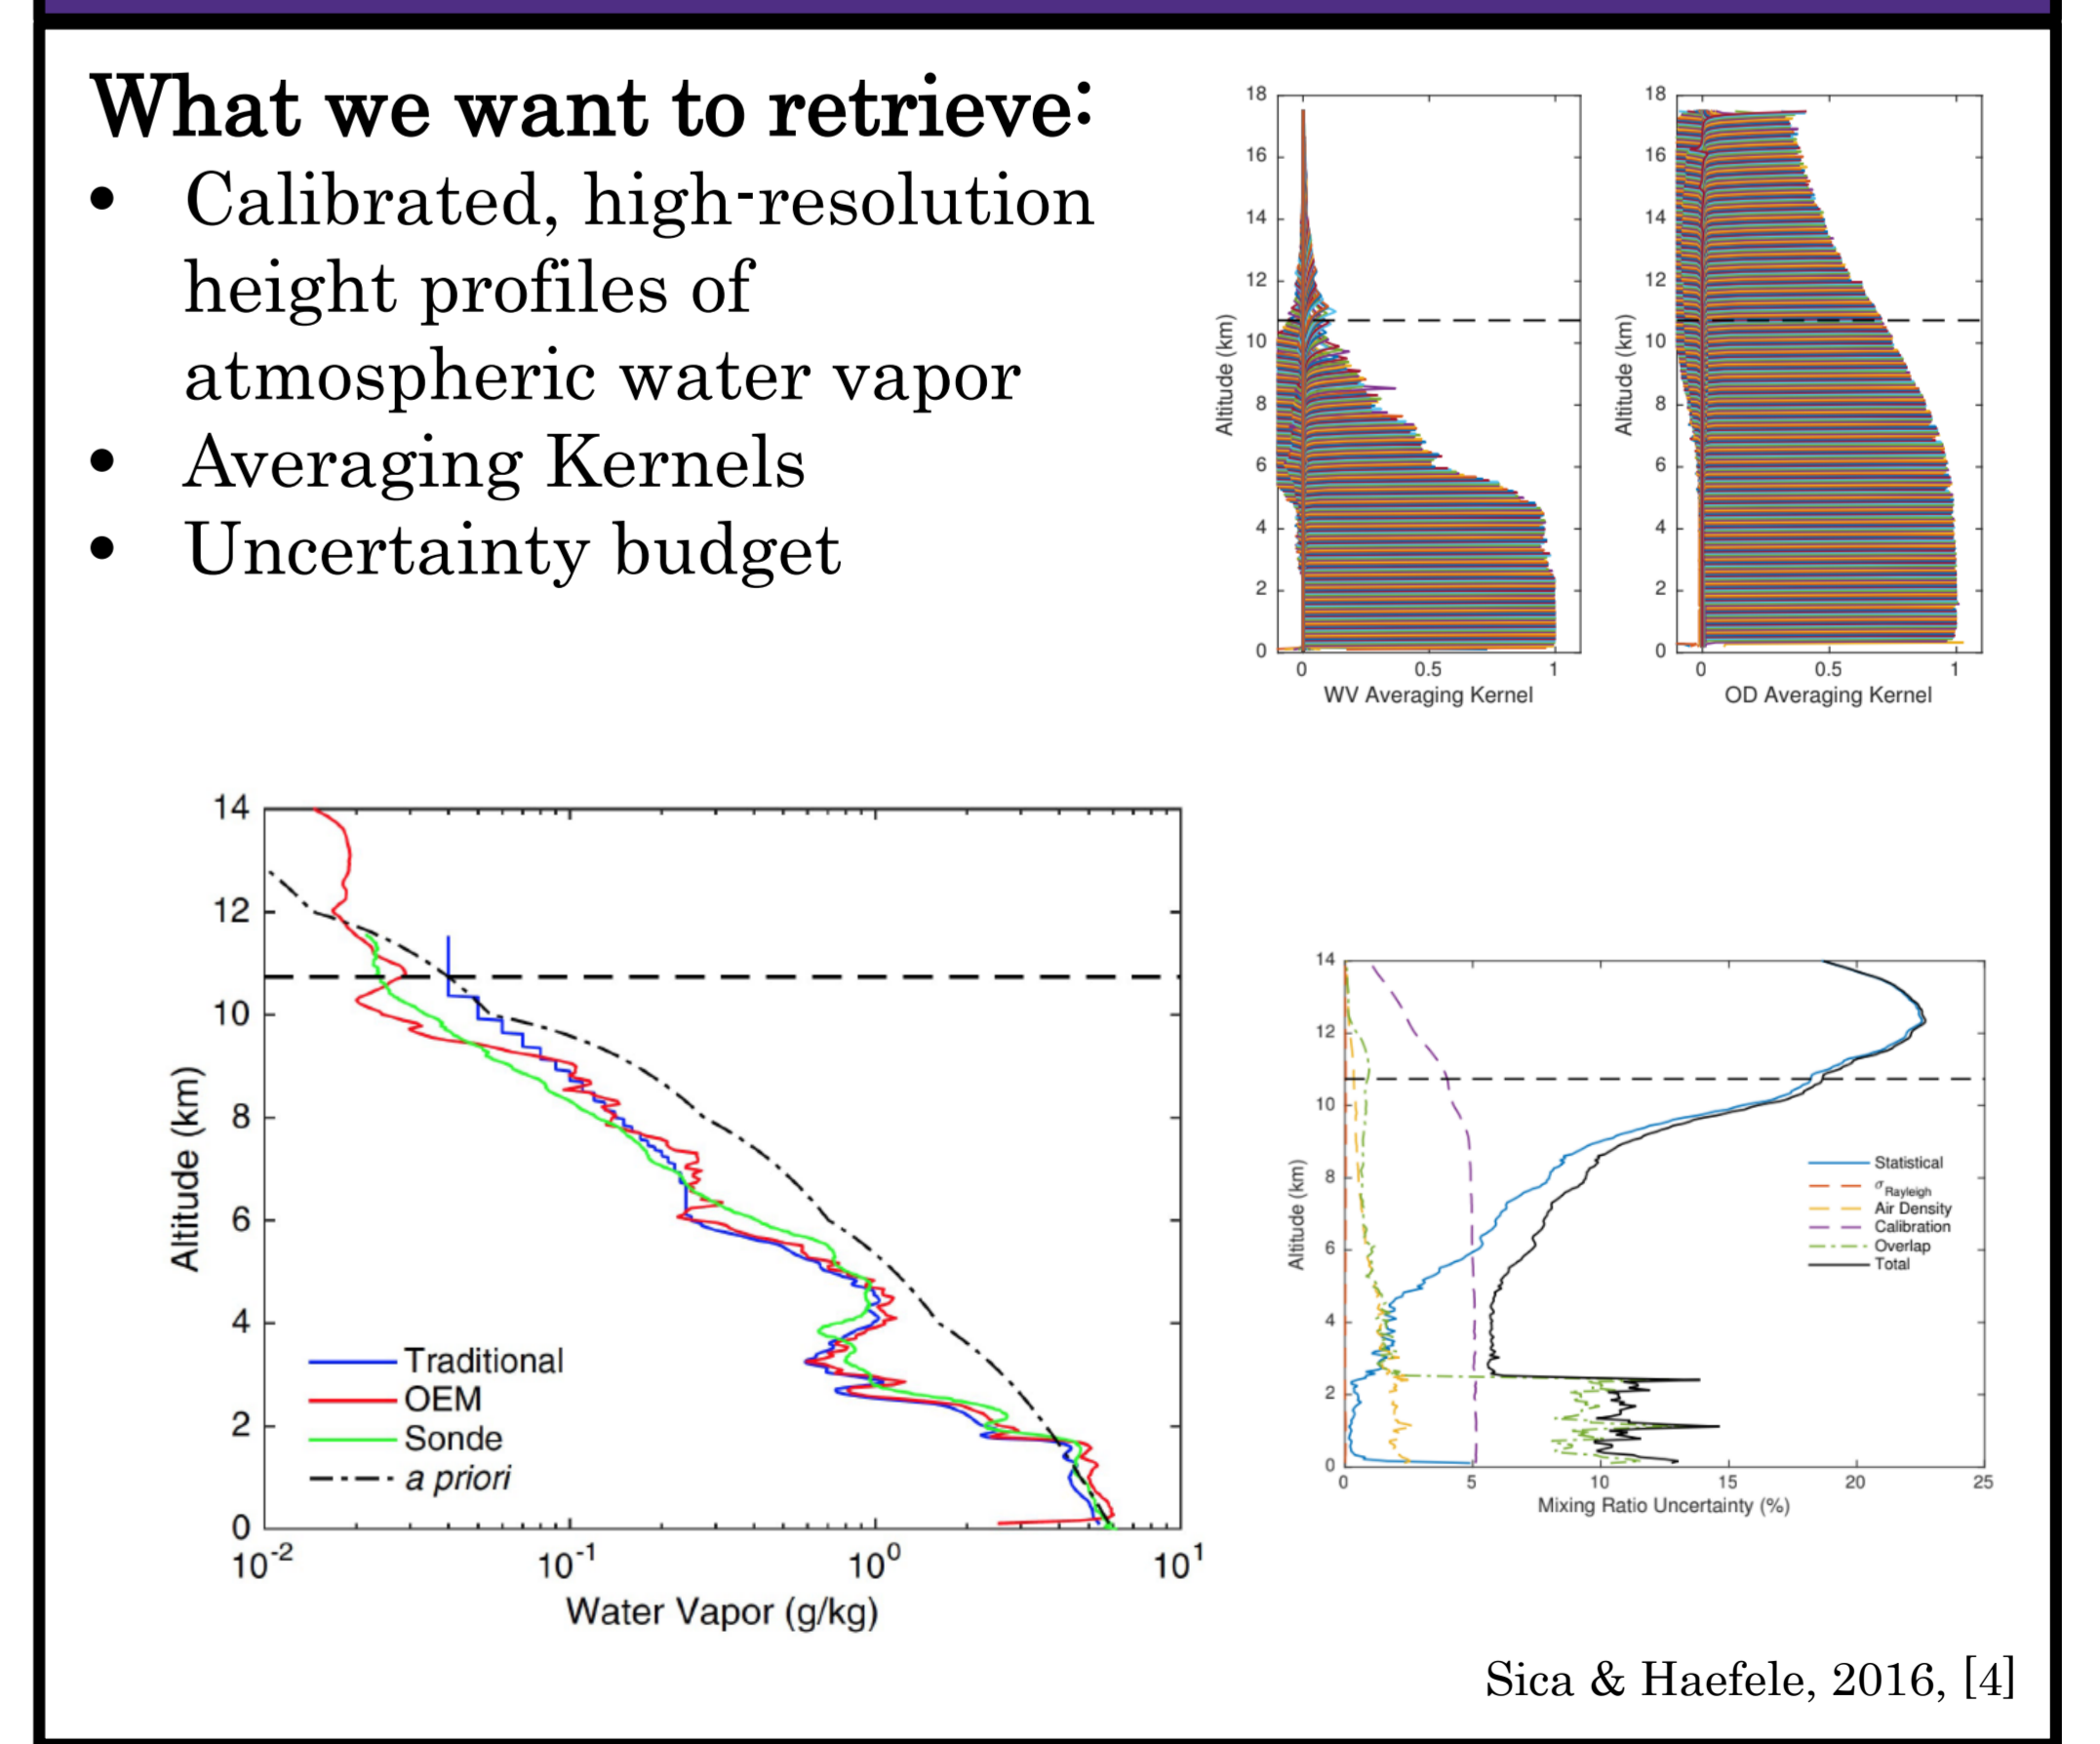 What we want to retrieve:
• Calibrated, high-resolution
height profiles of
atmospheric water vapor
• Averaging Kernels
• Uncertainty budget
18
16
14
12
10
8
6
4
2
0
Altitude (km)
0 0.5 1
WV Averaging Kernel
18
16
14
12
10
8
6
4
2
0
Altitude (km)
0 0.5 1
OD Averaging Kernel
14
12
10
8
6
4
2
0
Altitude (km)
Traditional
OEM
Sonde
a priori
10⁻² 10⁻¹ 10⁰ 10¹
Water Vapor (g/kg)
14
12
10
8
6
4
2
0
Altitude (km)
Statistical
σ Rayleigh
Air Density
Calibration
Overlap
Total
0 5 10 15 20 25
Mixing Ratio Uncertainty (%)
Sica & Haefele, 2016, [4]